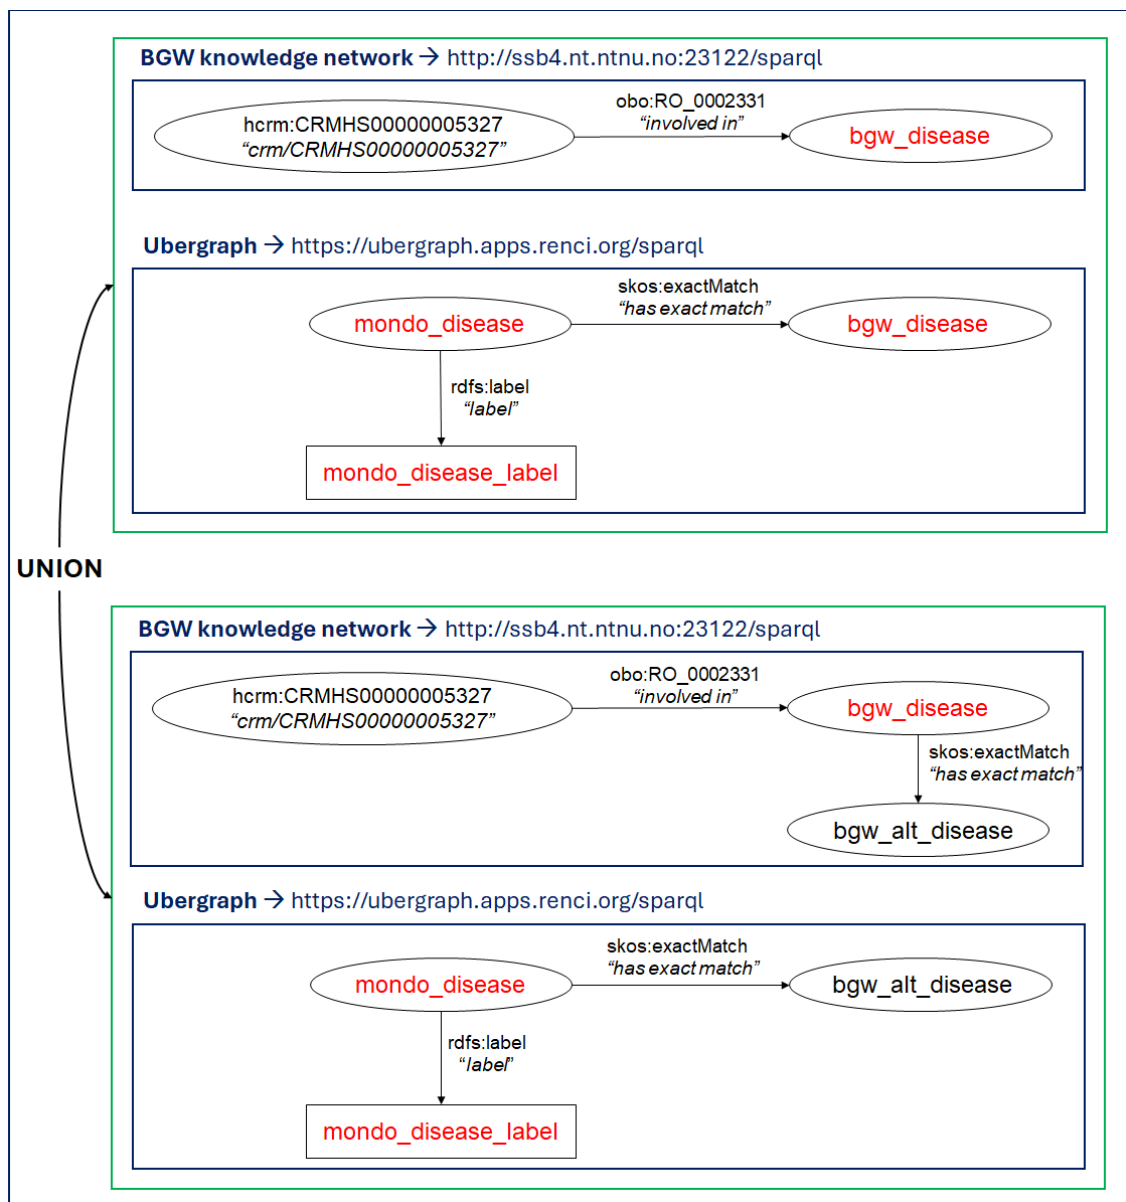 BGW knowledge network → http://ssb4.nt.ntnu.no:23122/sparql
obo:RO_0002331
"involved in"
hcrm:CRMHS00000005327
"crm/CRMHS00000005327"
bgw_disease
Ubergraph → https://ubergraph.apps.renci.org/sparql
skos:exactMatch
"has exact match"
mondo_disease
bgw_disease
rdfs:label
"label"
mondo_disease_label
UNION
BGW knowledge network → http://ssb4.nt.ntnu.no:23122/sparql
obo:RO_0002331
"involved in"
hcrm:CRMHS00000005327
"crm/CRMHS00000005327"
bgw_disease
skos:exactMatch
"has exact match"
bgw_alt_disease
Ubergraph → https://ubergraph.apps.renci.org/sparql
skos:exactMatch
"has exact match"
mondo_disease
bgw_alt_disease
rdfs:label
"label"
mondo_disease_label